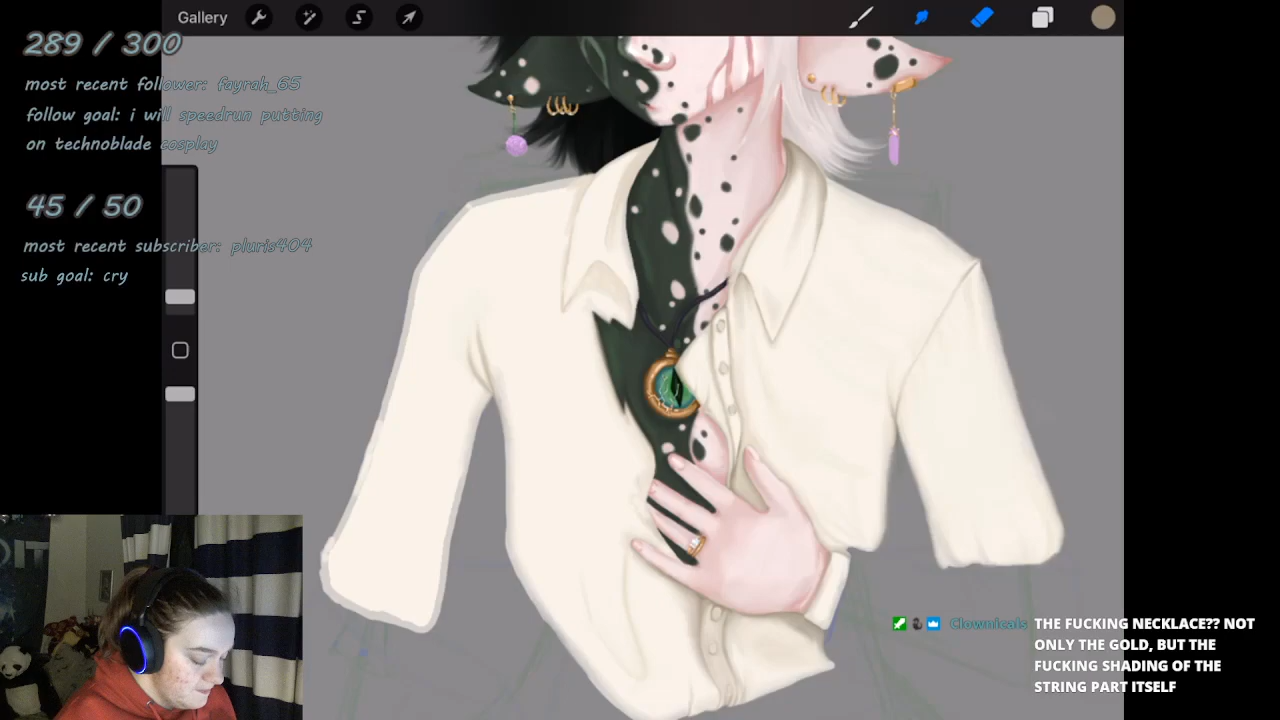 Gallery
289 / 300
most recent follower: fayrah_65
follow goal: i will speedrun putting
on technoblade cosplay
45 / 50
most recent subscriber: pluris404
sub goal: cry
Clownicals THE FUCKING NECKLACE?? NOT
ONLY THE GOLD, BUT THE
FUCKING SHADING OF THE
STRING PART ITSELF